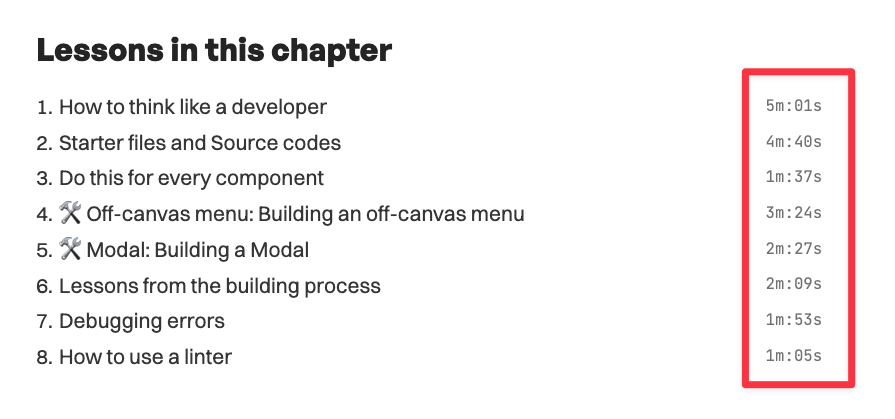 Lessons in this chapter
1. How to think like a developer 5m:01s
2. Starter files and Source codes 4m:40s
3. Do this for every component 1m:37s
4. 🛠 Off-canvas menu: Building an off-canvas menu 3m:24s
5. 🛠 Modal: Building a Modal 2m:27s
6. Lessons from the building process 2m:09s
7. Debugging errors 1m:53s
8. How to use a linter 1m:05s